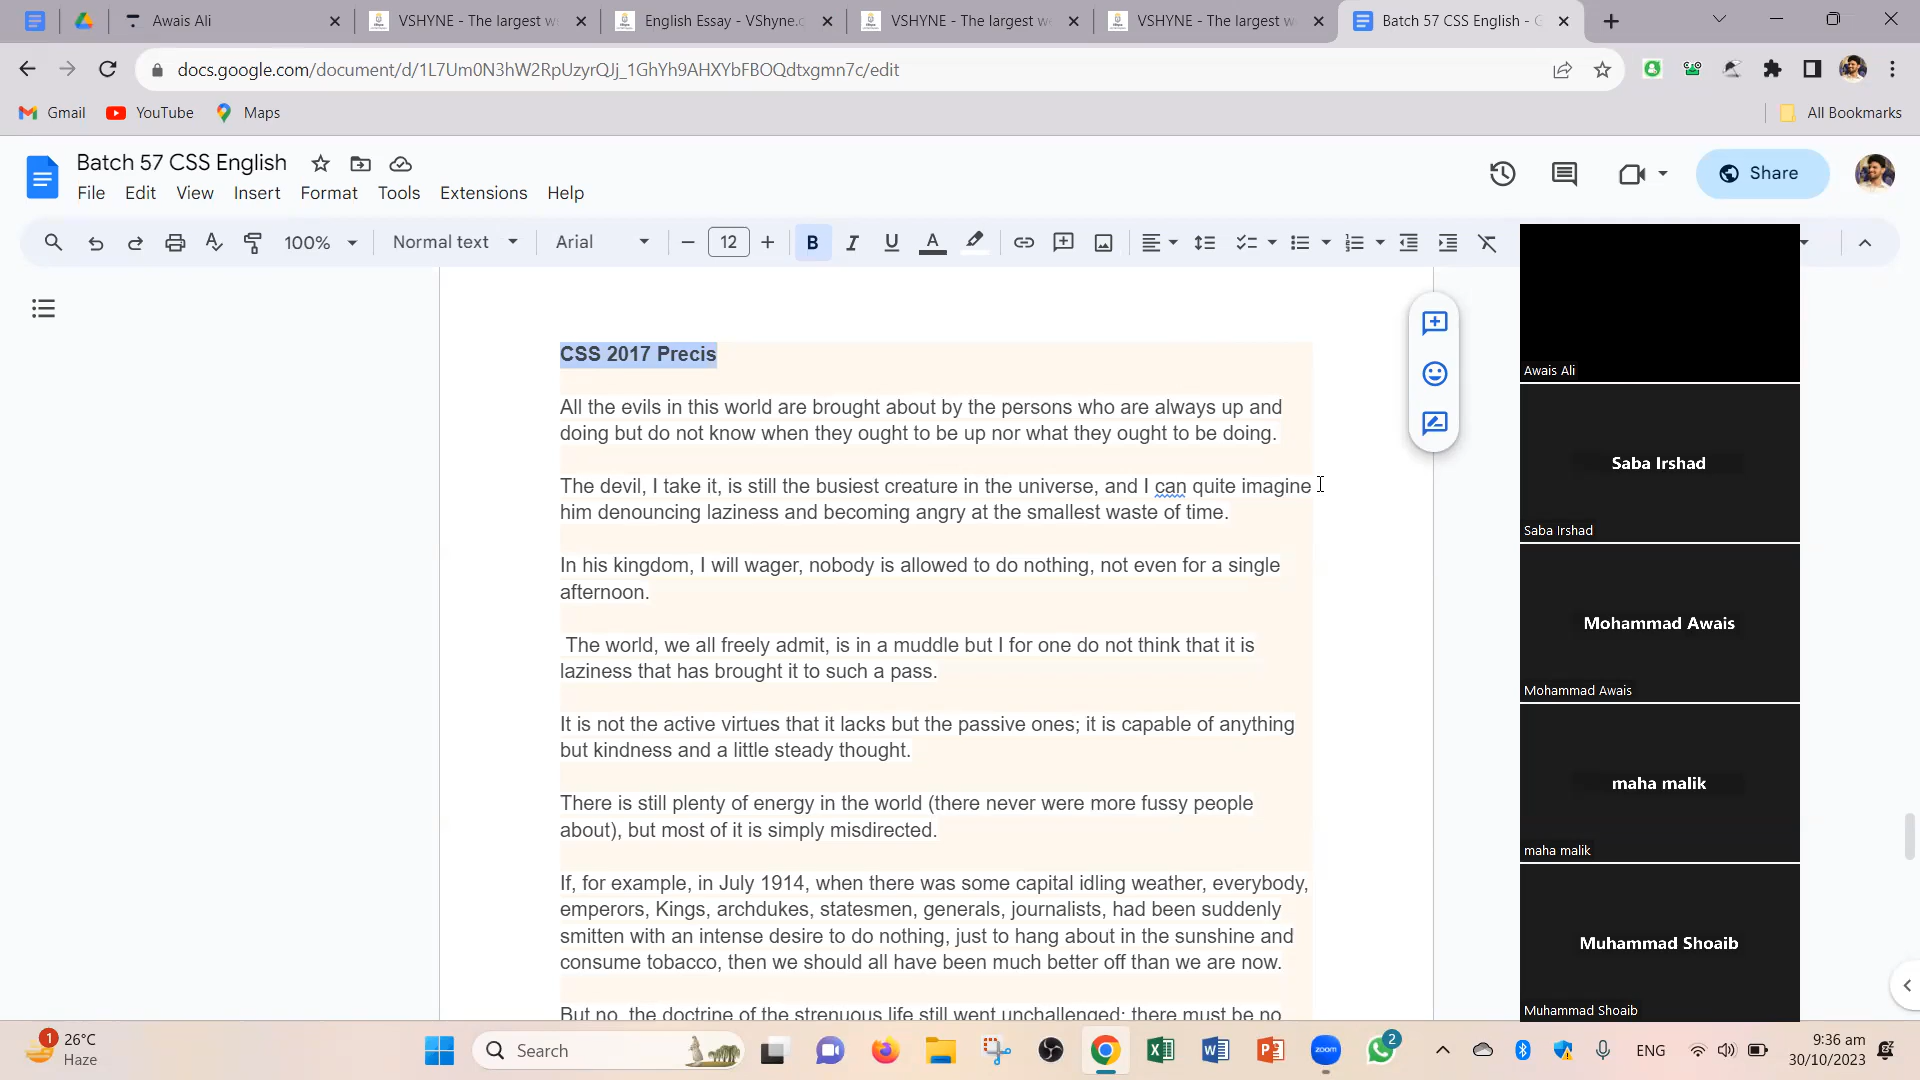 Awais Ali
VSHYNE - The largest w
English Essay - VShyne.c
VSHYNE - The largest w
VSHYNE - The largest w
Batch 57 CSS English - G
docs.google.com/document/d/1L7Um0N3hW2RpUzyrQJj_1GhYh9AHXYbFBOQdtxgmn7c/edit
Gmail
YouTube
Maps
All Bookmarks
Batch 57 CSS English
File Edit View Insert Format Tools Extensions Help
Share
100%
Normal text
Arial
12
B I U A
CSS 2017 Precis
All the evils in this world are brought about by the persons who are always up and
doing but do not know when they ought to be up nor what they ought to be doing.
The devil, I take it, is still the busiest creature in the universe, and I can quite imagine
him denouncing laziness and becoming angry at the smallest waste of time.
In his kingdom, I will wager, nobody is allowed to do nothing, not even for a single
afternoon.
The world, we all freely admit, is in a muddle but I for one do not think that it is
laziness that has brought it to such a pass.
It is not the active virtues that it lacks but the passive ones; it is capable of anything
but kindness and a little steady thought.
There is still plenty of energy in the world (there never were more fussy people
about), but most of it is simply misdirected.
If, for example, in July 1914, when there was some capital idling weather, everybody,
emperors, Kings, archdukes, statesmen, generals, journalists, had been suddenly
smitten with an intense desire to do nothing, just to hang about in the sunshine and
consume tobacco, then we should all have been much better off than we are now.
But no, the doctrine of the strenuous life still went unchallenged; there must be no
Awais Ali
Saba Irshad
Saba Irshad
Mohammad Awais
Mohammad Awais
maha malik
maha malik
Muhammad Shoaib
Muhammad Shoaib
1
26°C
Haze
Search
zoom
2
ENG
9:36 am
30/10/2023